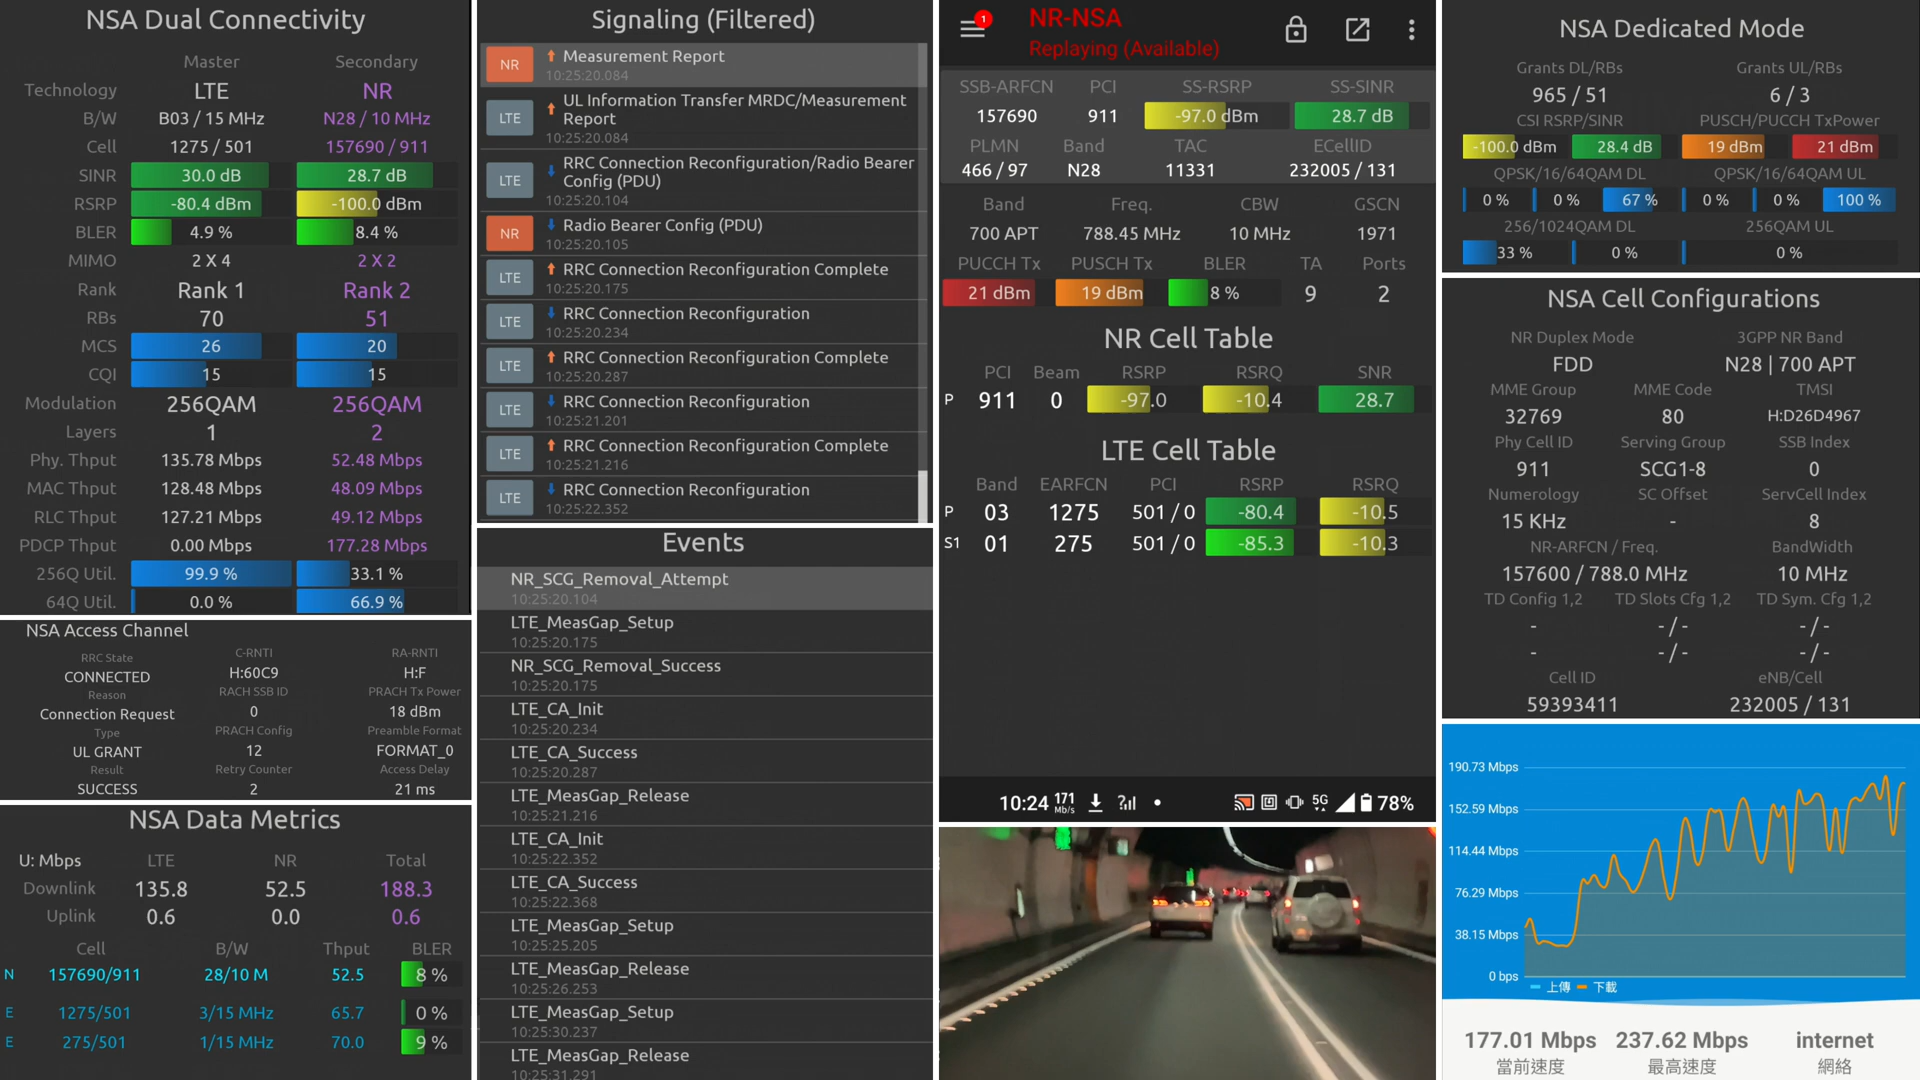 NSA Dual Connectivity
Master Secondary
Technology LTE NR
B/W B03 / 15 MHz N28 / 10 MHz
Cell 1275 / 501 157690 / 911
SINR 30.0 dB 28.7 dB
RSRP -80.4 dBm -100.0 dBm
BLER 4.9 % 8.4 %
MIMO 2 X 4 2 X 2
Rank Rank 1 Rank 2
RBs 70 51
MCS 26 20
CQI 15 15
Modulation 256QAM 256QAM
Layers 1 2
Phy. Thput 135.78 Mbps 52.48 Mbps
MAC Thput 128.48 Mbps 48.09 Mbps
RLC Thput 127.21 Mbps 49.12 Mbps
PDCP Thput 0.00 Mbps 177.28 Mbps
256Q Util. 99.9 % 33.1 %
64Q Util. 0.0 % 66.9 %
NSA Access Channel
RRC State C-RNTI RA-RNTI
CONNECTED H:60C9 H:F
Reason RACH SSB ID PRACH Tx Power
Connection Request 0 18 dBm
Type PRACH Config Preamble Format
UL GRANT 12 FORMAT_0
Result Retry Counter Access Delay
SUCCESS 2 21 ms
NSA Data Metrics
U: Mbps LTE NR Total
Downlink 135.8 52.5 188.3
Uplink 0.6 0.0 0.6
Cell B/W Thput BLER
N 157690/911 28/10 M 52.5 8 %
E 1275/501 3/15 MHz 65.7 0 %
E 275/501 1/15 MHz 70.0 9 %
Signaling (Filtered)
NR Measurement Report
10:25:20.084
LTE UL Information Transfer MRDC/Measurement
Report
10:25:20.084
LTE RRC Connection Reconfiguration/Radio Bearer
Config (PDU)
10:25:20.104
NR Radio Bearer Config (PDU)
10:25:20.105
LTE RRC Connection Reconfiguration Complete
10:25:20.175
LTE RRC Connection Reconfiguration
10:25:20.234
LTE RRC Connection Reconfiguration Complete
10:25:20.287
LTE RRC Connection Reconfiguration
10:25:21.201
LTE RRC Connection Reconfiguration Complete
10:25:21.216
LTE RRC Connection Reconfiguration
10:25:22.352
Events
NR_SCG_Removal_Attempt
10:25:20.104
LTE_MeasGap_Setup
10:25:20.175
NR_SCG_Removal_Success
10:25:20.175
LTE_CA_Init
10:25:20.234
LTE_CA_Success
10:25:20.287
LTE_MeasGap_Release
10:25:21.216
LTE_CA_Init
10:25:22.352
LTE_CA_Success
10:25:22.368
LTE_MeasGap_Setup
10:25:25.205
LTE_MeasGap_Release
10:25:26.253
LTE_MeasGap_Setup
10:25:30.237
LTE_MeasGap_Release
10:25:31.291
1 NR-NSA
Replaying (Available)
SSB-ARFCN PCI SS-RSRP SS-SINR
157690 911 -97.0 dBm 28.7 dB
PLMN Band TAC ECellID
466 / 97 N28 11331 232005 / 131
Band Freq. CBW GSCN
700 APT 788.45 MHz 10 MHz 1971
PUCCH Tx PUSCH Tx BLER TA Ports
21 dBm 19 dBm 8 % 9 2
NR Cell Table
PCI Beam RSRP RSRQ SNR
P 911 0 -97.0 -10.4 28.7
LTE Cell Table
Band EARFCN PCI RSRP RSRQ
P 03 1275 501 / 0 -80.4 -10.5
S1 01 275 501 / 0 -85.3 -10.3
10:24 171 Mb/s 5G 78%
NSA Dedicated Mode
Grants DL/RBs Grants UL/RBs
965 / 51 6 / 3
CSI RSRP/SINR PUSCH/PUCCH TxPower
-100.0 dBm 28.4 dB 19 dBm 21 dBm
QPSK/16/64QAM DL QPSK/16/64QAM UL
0 % 0 % 67 % 0 % 0 % 100 %
256/1024QAM DL 256QAM UL
33 % 0 % 0 %
NSA Cell Configurations
NR Duplex Mode 3GPP NR Band
FDD N28 | 700 APT
MME Group MME Code TMSI
32769 80 H:D26D4967
Phy Cell ID Serving Group SSB Index
911 SCG1-8 0
Numerology SC Offset ServCell Index
15 KHz - 8
NR-ARFCN / Freq. BandWidth
157600 / 788.0 MHz 10 MHz
TD Config 1,2 TD Slots Cfg 1,2 TD Sym. Cfg 1,2
- - / - - / -
- - / - - / -
Cell ID eNB/Cell
59393411 232005 / 131
190.73 Mbps
152.59 Mbps
114.44 Mbps
76.29 Mbps
38.15 Mbps
0 bps
上傳 下載
177.01 Mbps 237.62 Mbps internet
當前速度 最高速度 網絡